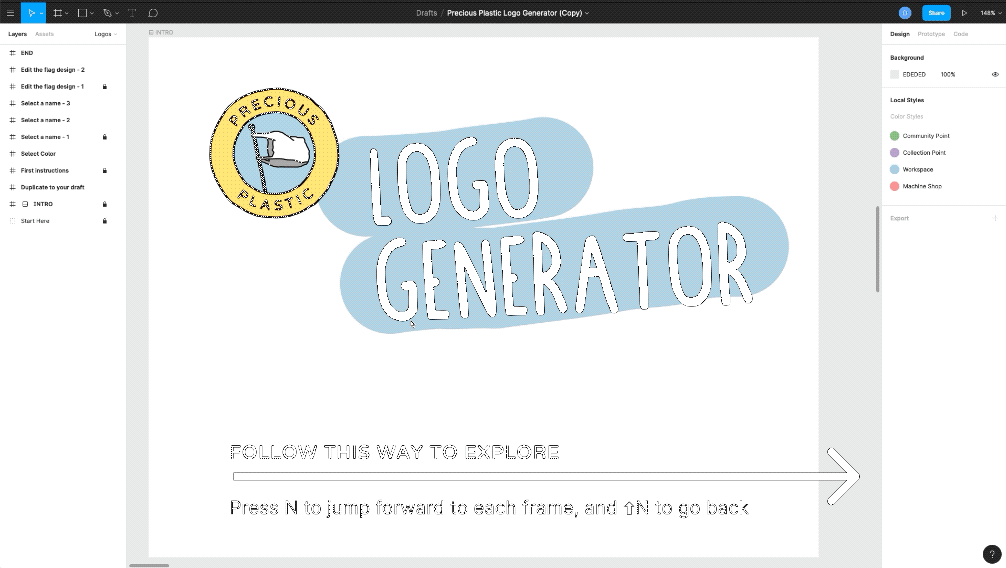 Drafts / Precious Plastic Logo Generator (Copy)
D
Share
148%
Layers
Assets
Logos
END
Edit the flag design - 2
Edit the flag design - 1
Select a name - 3
Select a name - 2
Select a name - 1
Select Color
First instructions
Duplicate to your draft
INTRO
Start Here
INTRO
PRECIOUS
PLASTIC
LOGO
GENERATOR
FOLLOW THIS WAY TO EXPLORE
Press N to jump forward to each frame, and ⇧N to go back
Design
Prototype
Code
Background
EDEDED 100%
Local Styles
Color Styles
Community Point
Collection Point
Workspace
Machine Shop
Export
?